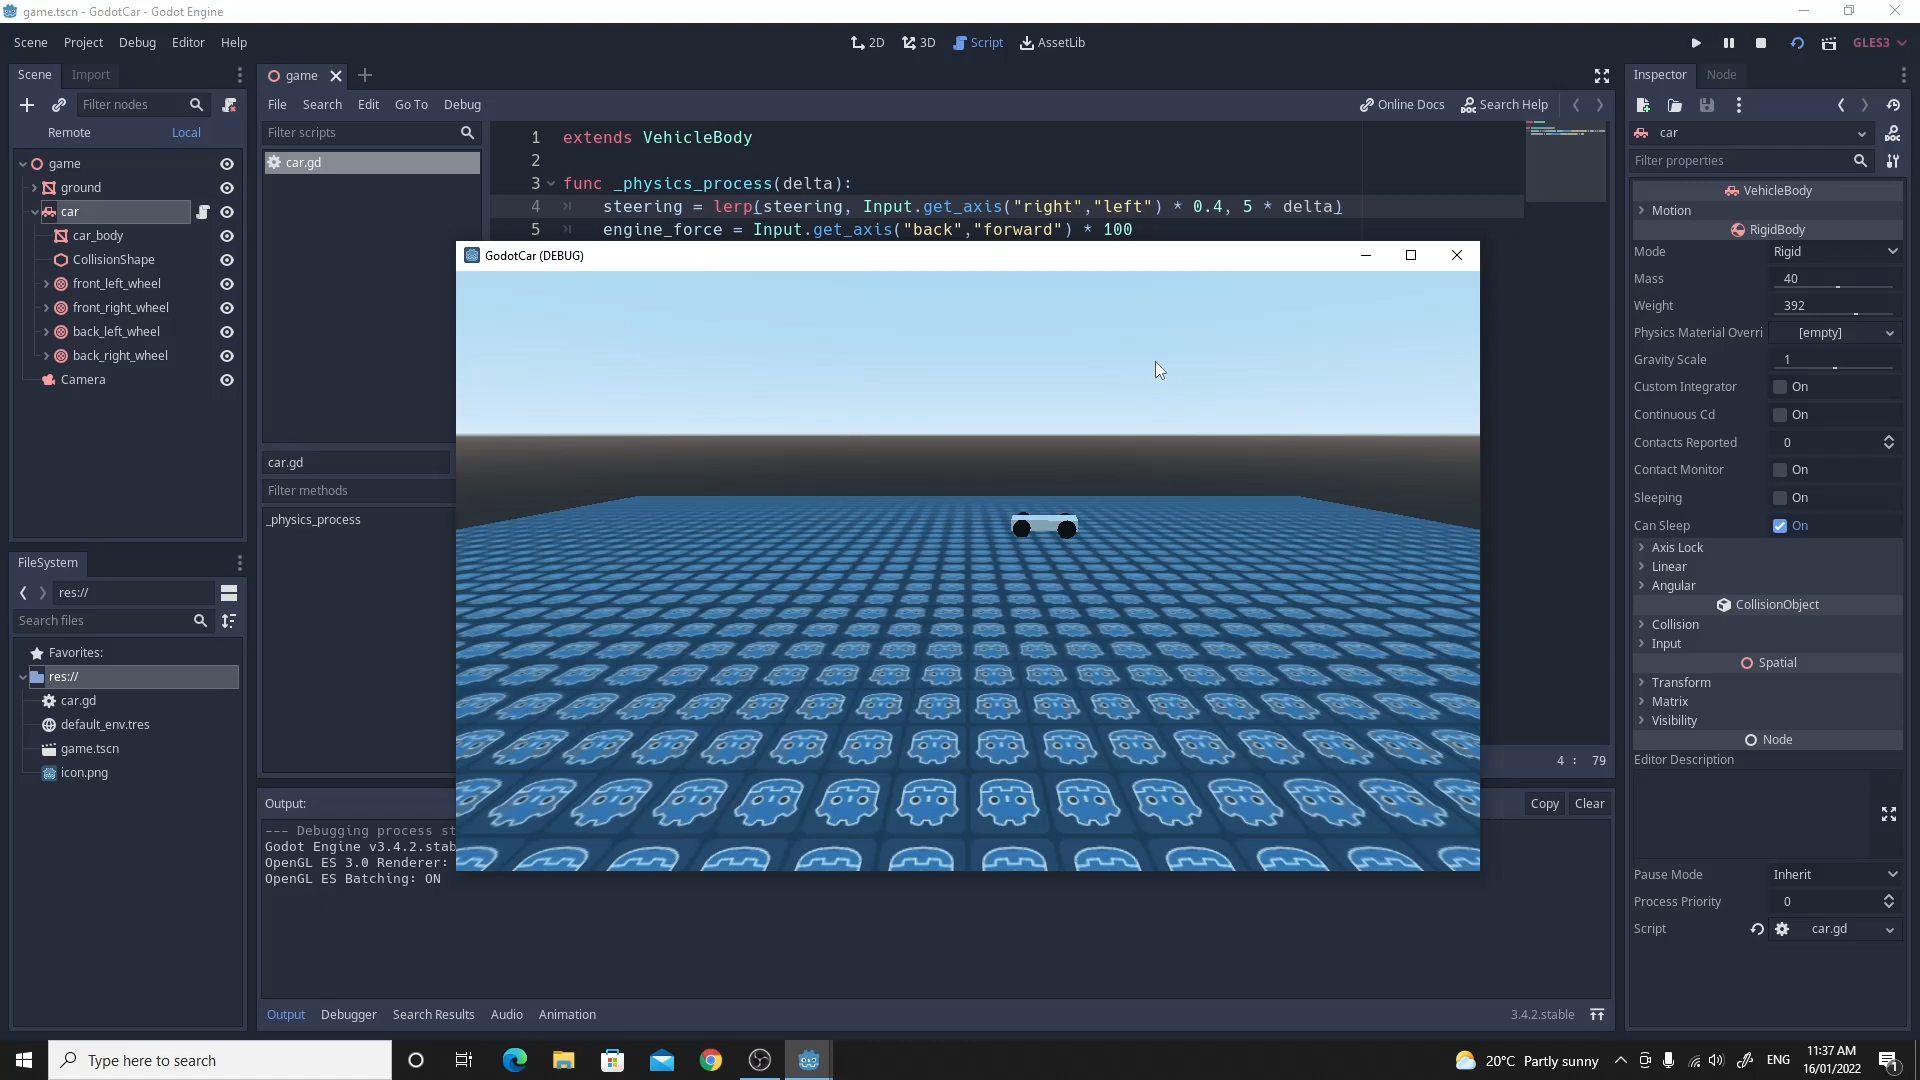 game.tscn - GodotCar - Godot Engine
Scene Project Debug Editor Help
2D 3D Script AssetLib
GLES3
Scene Import
Filter nodes
Remote Local
game
ground
car
car_body
CollisionShape
front_left_wheel
front_right_wheel
back_left_wheel
back_right_wheel
Camera
FileSystem
res://
Search files
Favorites:
res://
car.gd
default_env.tres
game.tscn
icon.png
game
File Search Edit Go To Debug
Online Docs Search Help
Filter scripts
car.gd
car.gd
Filter methods
_physics_process
1 extends VehicleBody
2
3 func _physics_process(delta):
4 steering = lerp(steering, Input.get_axis("right","left") * 0.4, 5 * delta)
5 engine_force = Input.get_axis("back","forward") * 100
GodotCar (DEBUG)
4 : 79
Output:
Copy Clear
--- Debugging process st
Godot Engine v3.4.2.stab
OpenGL ES 3.0 Renderer:
OpenGL ES Batching: ON
Output Debugger Search Results Audio Animation
3.4.2.stable
Inspector Node
car
Filter properties
VehicleBody
Motion
RigidBody
Mode Rigid
Mass 40
Weight 392
Physics Material Overri [empty]
Gravity Scale 1
Custom Integrator On
Continuous Cd On
Contacts Reported 0
Contact Monitor On
Sleeping On
Can Sleep On
Axis Lock
Linear
Angular
CollisionObject
Collision
Input
Spatial
Transform
Matrix
Visibility
Node
Editor Description
Pause Mode Inherit
Process Priority 0
Script car.gd
Type here to search
20°C Partly sunny
ENG
11:37 AM
16/01/2022
1